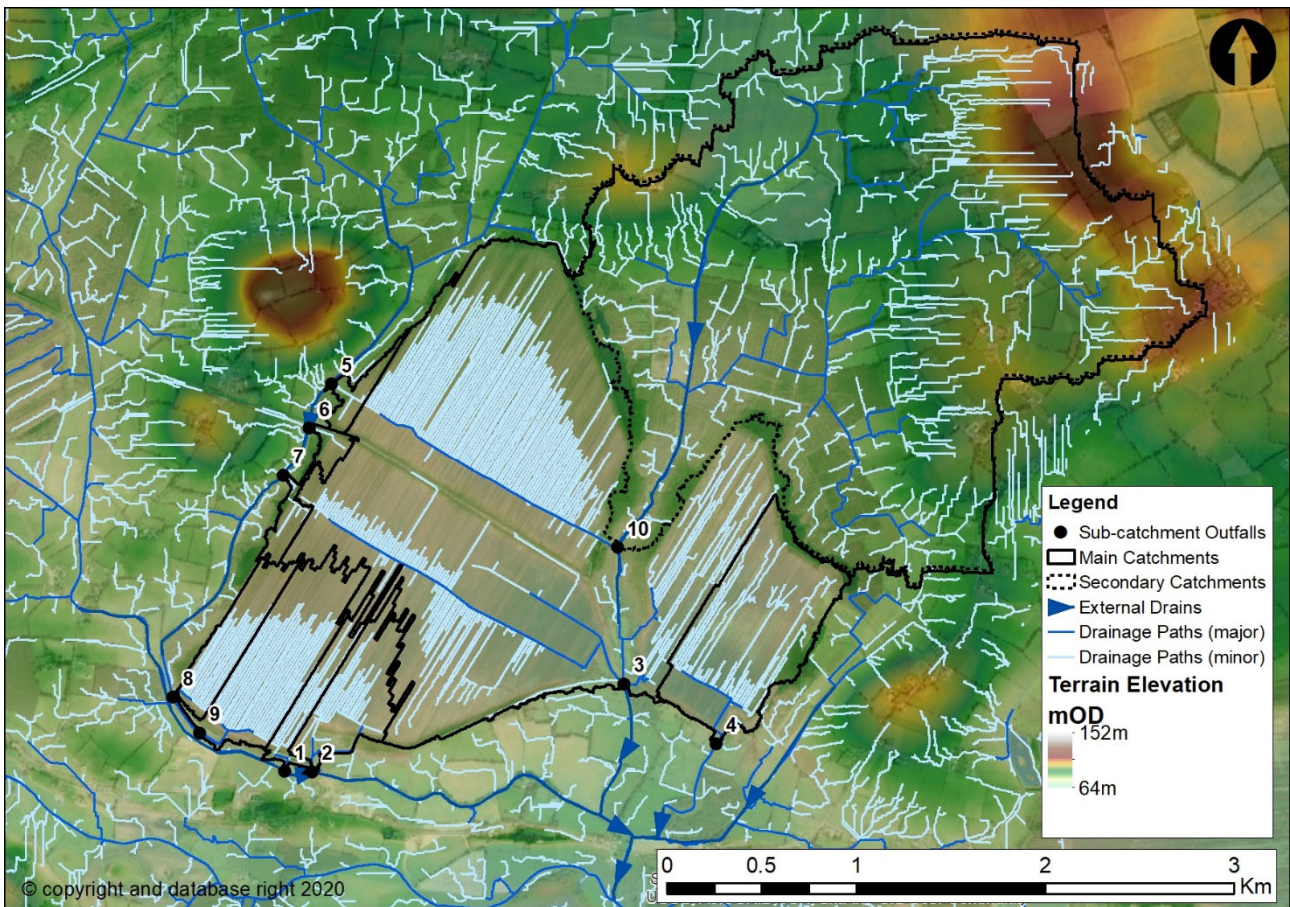 5
6
7
10
3
8
9
4
1
2
Legend
Sub-catchment Outfalls
Main Catchments
Secondary Catchments
External Drains
Drainage Paths (major)
Drainage Paths (minor)
Terrain Elevation
mOD
152m
64m
0 0.5 1 2 3
Km
© copyright and database right 2020